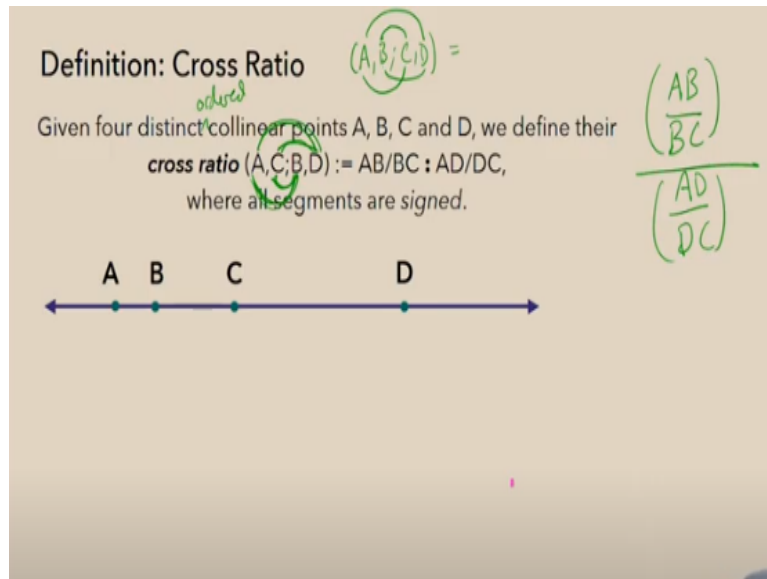 Definition: Cross Ratio
(A,B;C,D) =
ordered
Given four distinct collinear points A, B, C and D, we define their
cross ratio (A,C;B,D) := AB/BC : AD/DC,
where all segments are signed.
(AB/BC)
(AD/DC)
A B C D